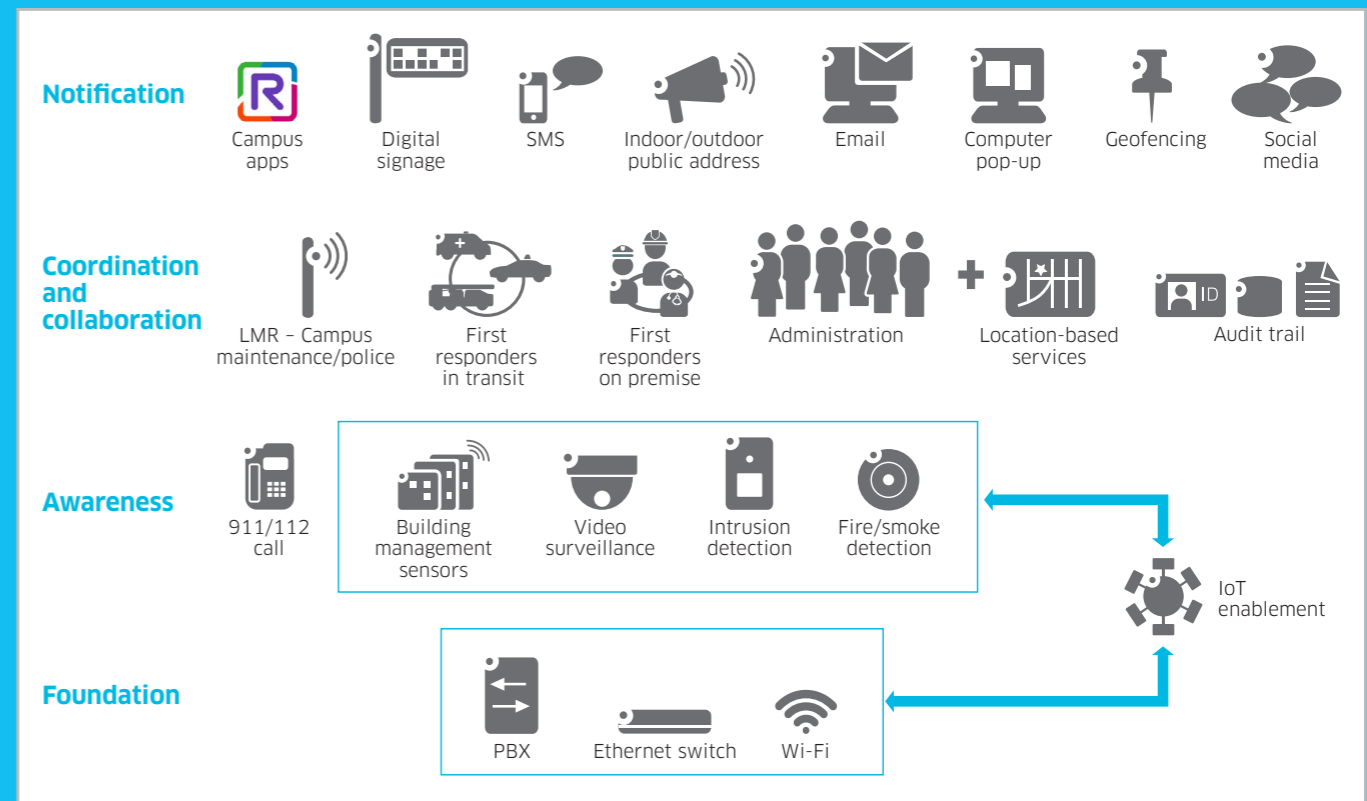 Notification
R
Campus
apps
Digital
signage
SMS
Indoor/outdoor
public address
Email
Computer
pop-up
Geofencing
Social
media
Coordination
and
collaboration
LMR – Campus
maintenance/police
First
responders
in transit
First
responders
on premise
Administration
+
Location-based
services
ID
Audit trail
Awareness
911/112
call
Building
management
sensors
Video
surveillance
Intrusion
detection
Fire/smoke
detection
IoT
enablement
Foundation
PBX
Ethernet switch
Wi-Fi